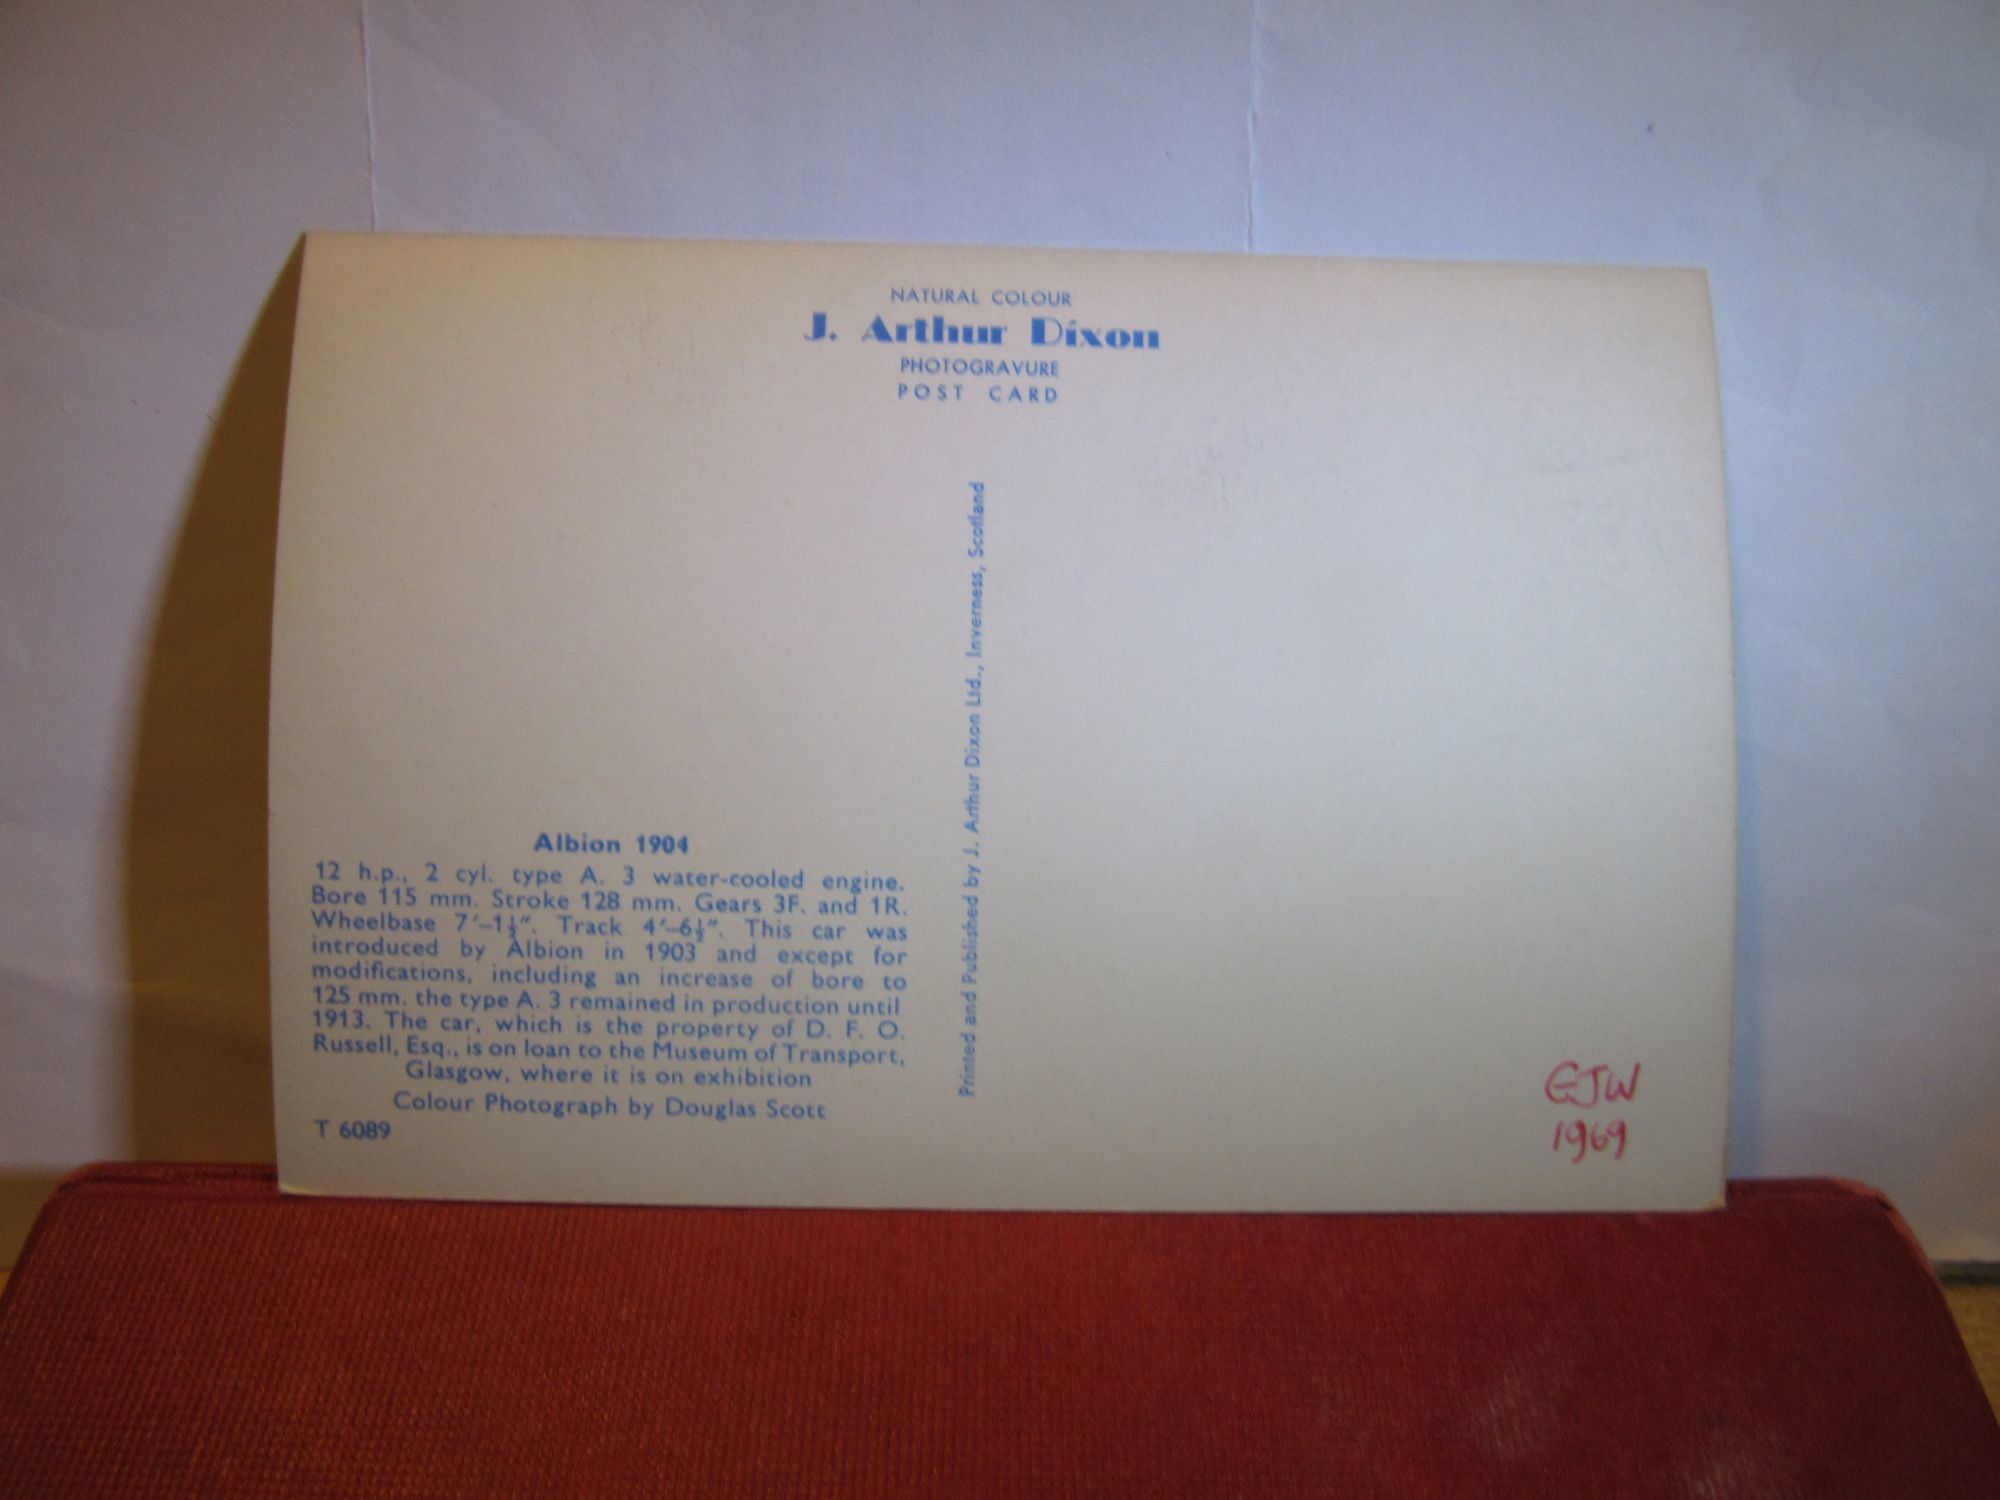 NATURAL COLOUR
J. Arthur Dixon
PHOTOGRAVURE
POST CARD
Printed and Published by J. Arthur Dixon Ltd., Inverness, Scotland
Albion 1904
12 h.p., 2 cyl. type A. 3 water-cooled engine.
Bore 115 mm. Stroke 128 mm. Gears 3F. and 1R.
Wheelbase 7′–1½″. Track 4′–6½″. This car was
introduced by Albion in 1903 and except for
modifications, including an increase of bore to
125 mm. the type A. 3 remained in production until
1913. The car, which is the property of D. F. O.
Russell, Esq., is on loan to the Museum of Transport,
Glasgow, where it is on exhibition
Colour Photograph by Douglas Scott
T 6089
EJW
1969